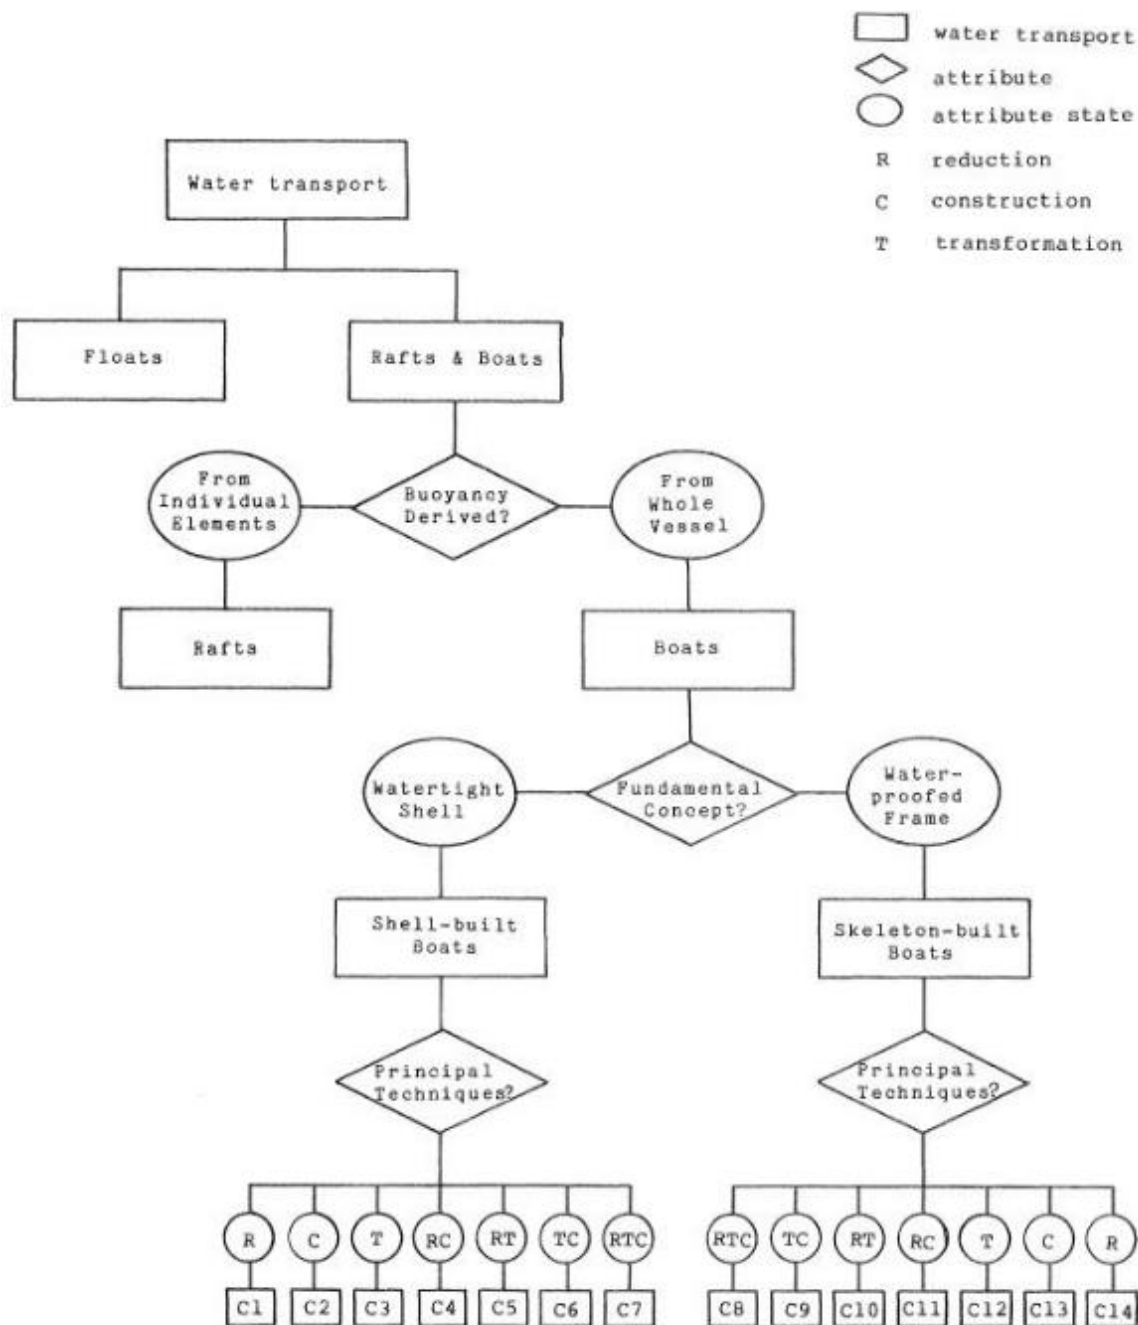 water transport
attribute
attribute state
R reduction
C construction
T transformation
Water transport
Floats
Rafts & Boats
From
Individual
Elements
Buoyancy
Derived?
From
Whole
Vessel
Rafts
Boats
Watertight
Shell
Fundamental
Concept?
Water-
proofed
Frame
Shell-built
Boats
Skeleton-built
Boats
Principal
Techniques?
Principal
Techniques?
R C T RC RT TC RTC
RTC TC RT RC T C R
C1 C2 C3 C4 C5 C6 C7
C8 C9 C10 C11 C12 C13 C14